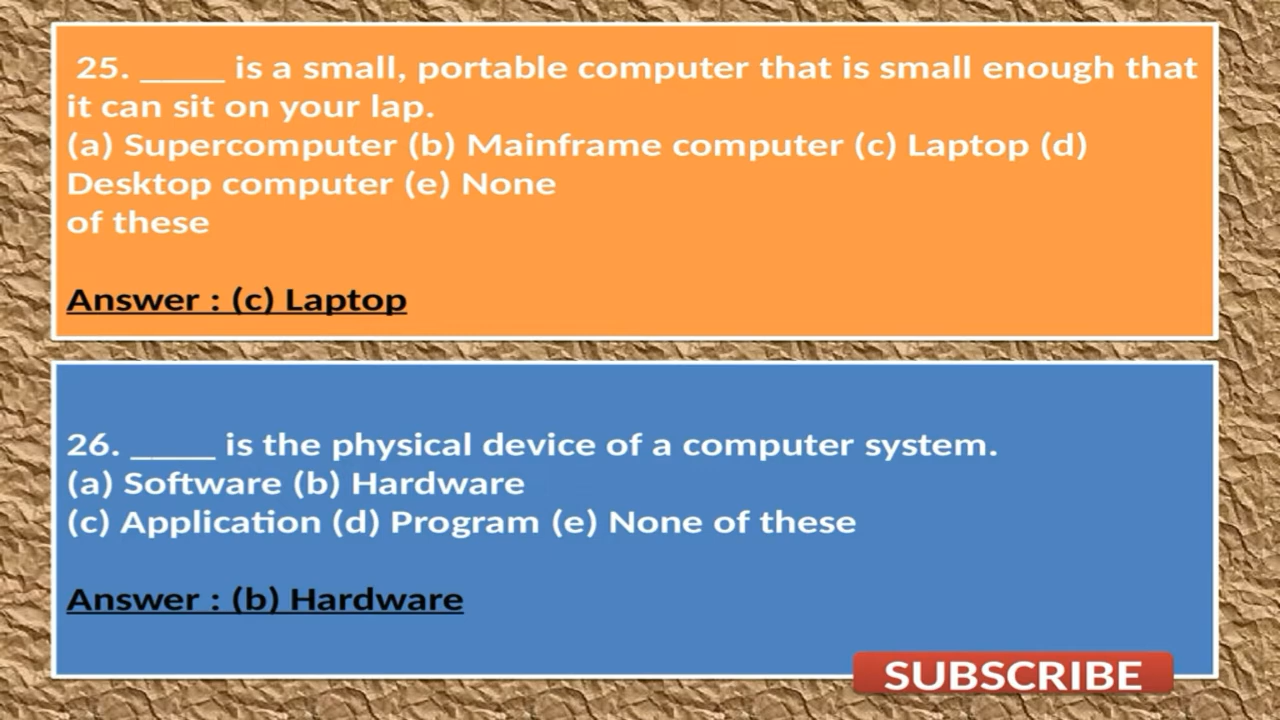 25. _____ is a small, portable computer that is small enough that
it can sit on your lap.
(a) Supercomputer (b) Mainframe computer (c) Laptop (d)
Desktop computer (e) None
of these
Answer : (c) Laptop
26. _____ is the physical device of a computer system.
(a) Software (b) Hardware
(c) Application (d) Program (e) None of these
Answer : (b) Hardware
SUBSCRIBE